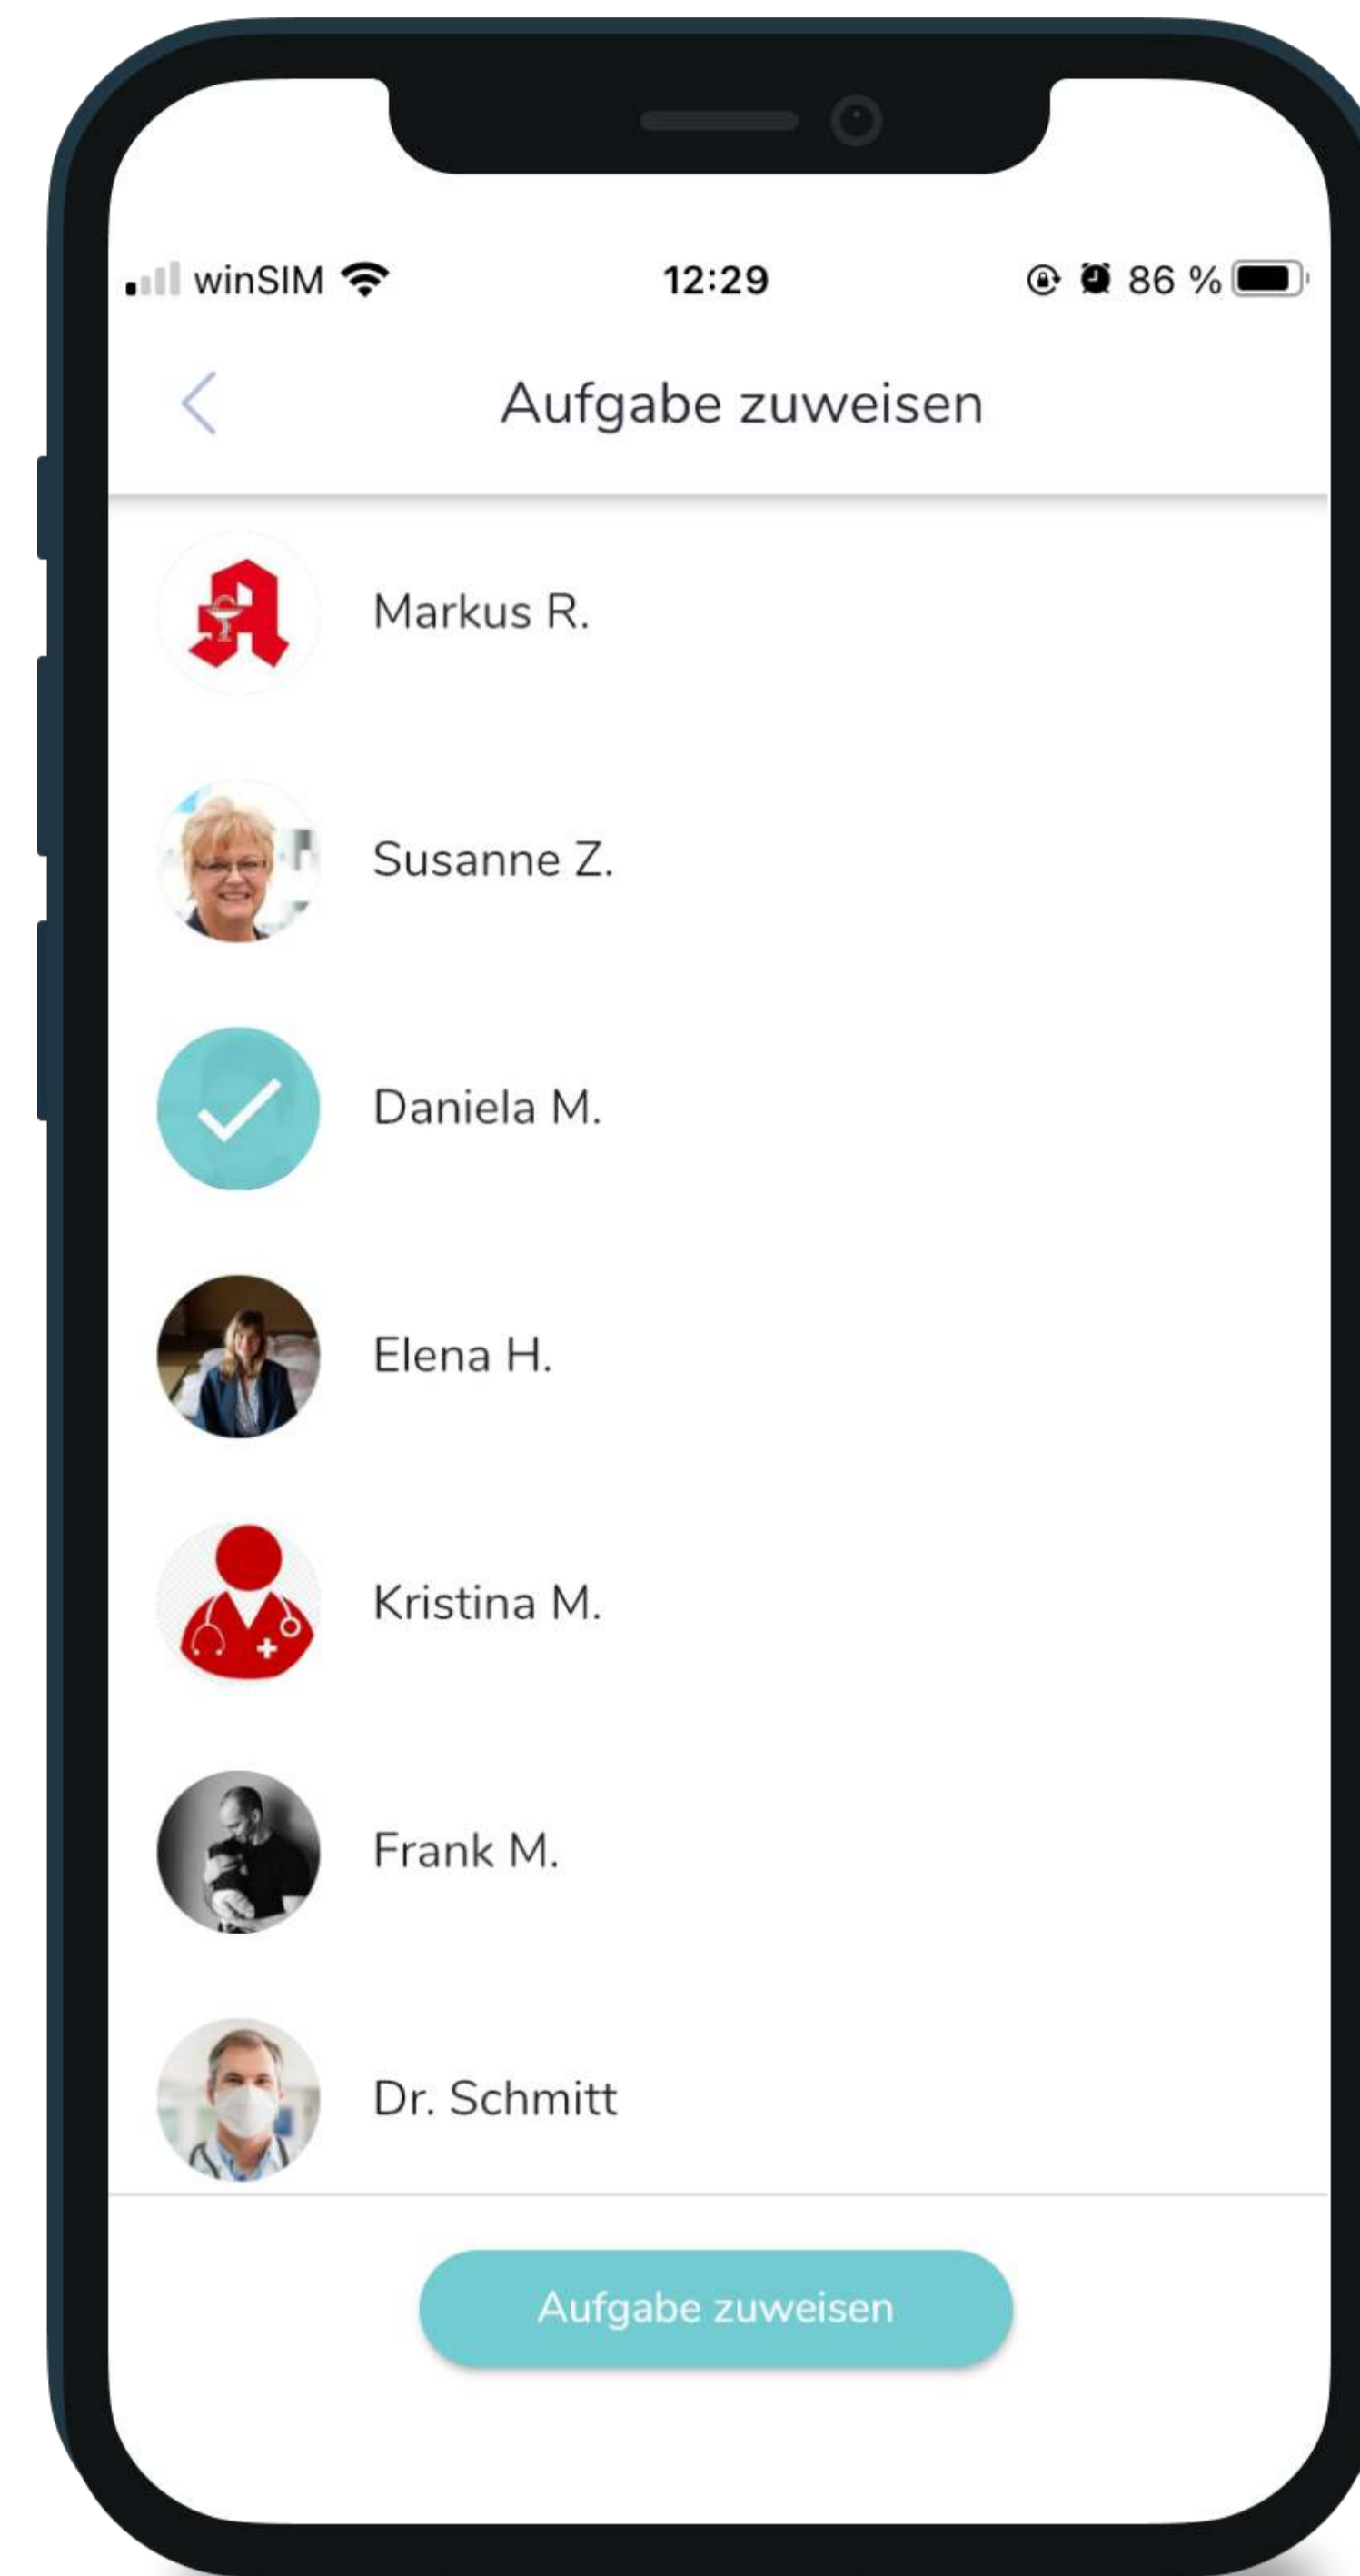 winSIM 12:29 86 %
Aufgabe zuweisen
Markus R.
Susanne Z.
Daniela M.
Elena H.
Kristina M.
Frank M.
Dr. Schmitt
Aufgabe zuweisen